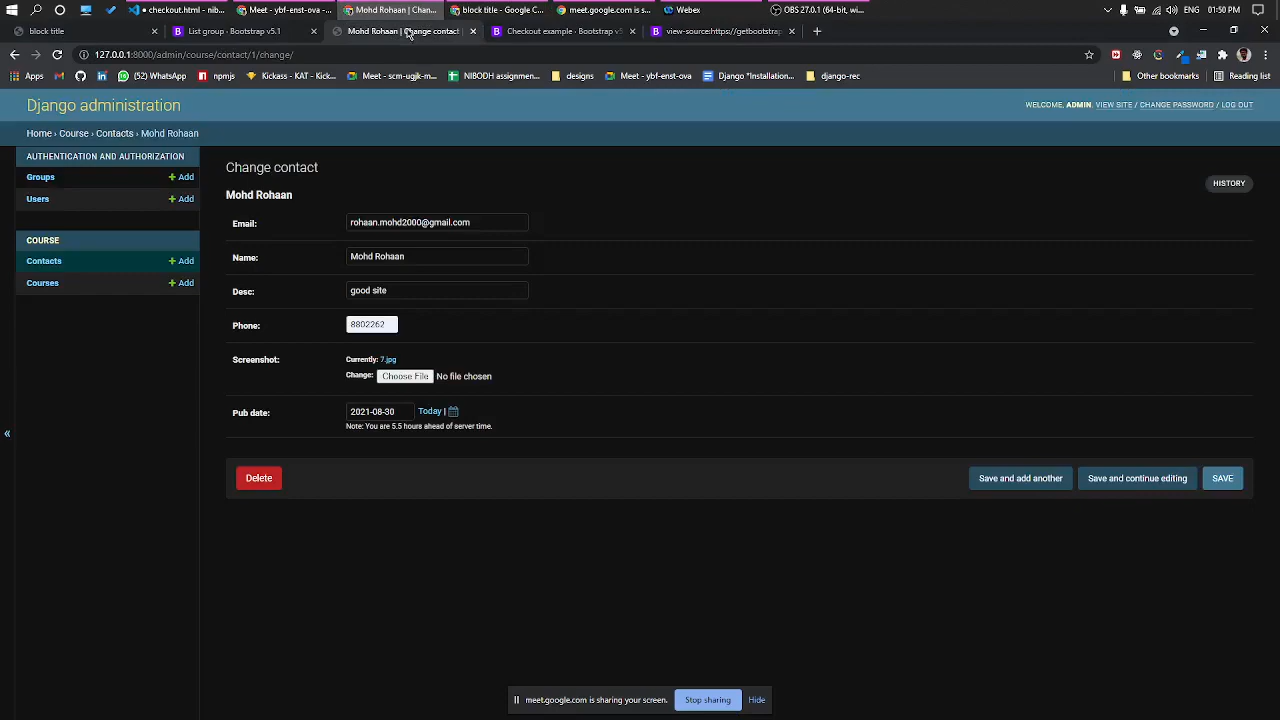 checkout.html - nib...
Meet - ybf-enst-ova -...
Mohd Rohaan | Chan...
block title - Google C...
meet.google.com is s...
Webex
OBS 27.0.1 (64-bit, wi...
ENG
01:50 PM
block title
List group · Bootstrap v5.1
Mohd Rohaan | Change contact
Checkout example · Bootstrap v5
view-source:https://getbootstrap
127.0.0.1:8000/admin/course/contact/1/change/
Apps
(52) WhatsApp
npmjs
Kickass - KAT - Kick...
Meet - scm-ugjk-m...
NIBODH assignmen...
designs
Meet - ybf-enst-ova
Django "Installation...
django-rec
Other bookmarks
Reading list
Django administration
WELCOME, ADMIN. VIEW SITE / CHANGE PASSWORD / LOG OUT
Home › Course › Contacts › Mohd Rohaan
AUTHENTICATION AND AUTHORIZATION
Groups
+ Add
Users
+ Add
COURSE
Contacts
+ Add
Courses
+ Add
«
Change contact
HISTORY
Mohd Rohaan
Email:
rohaan.mohd2000@gmail.com
Name:
Mohd Rohaan
Desc:
good site
Phone:
8802262
Screenshot:
Currently: 7.jpg
Change: Choose File No file chosen
Pub date:
2021-08-30
Today |
Note: You are 5.5 hours ahead of server time.
Delete
Save and add another
Save and continue editing
SAVE
meet.google.com is sharing your screen.
Stop sharing
Hide